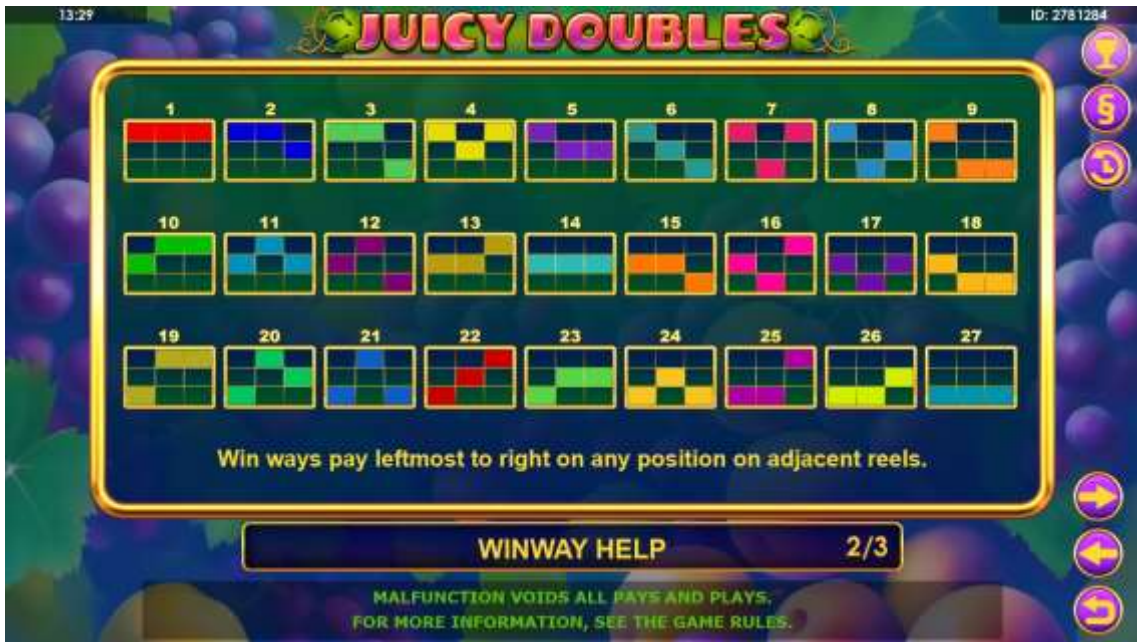 13:29
ID: 2781284
JUICY DOUBLES
1 2 3 4 5 6 7 8 9
§
10 11 12 13 14 15 16 17 18
19 20 21 22 23 24 25 26 27
Win ways pay leftmost to right on any position on adjacent reels.
WINWAY HELP 2/3
MALFUNCTION VOIDS ALL PAYS AND PLAYS.
FOR MORE INFORMATION, SEE THE GAME RULES.